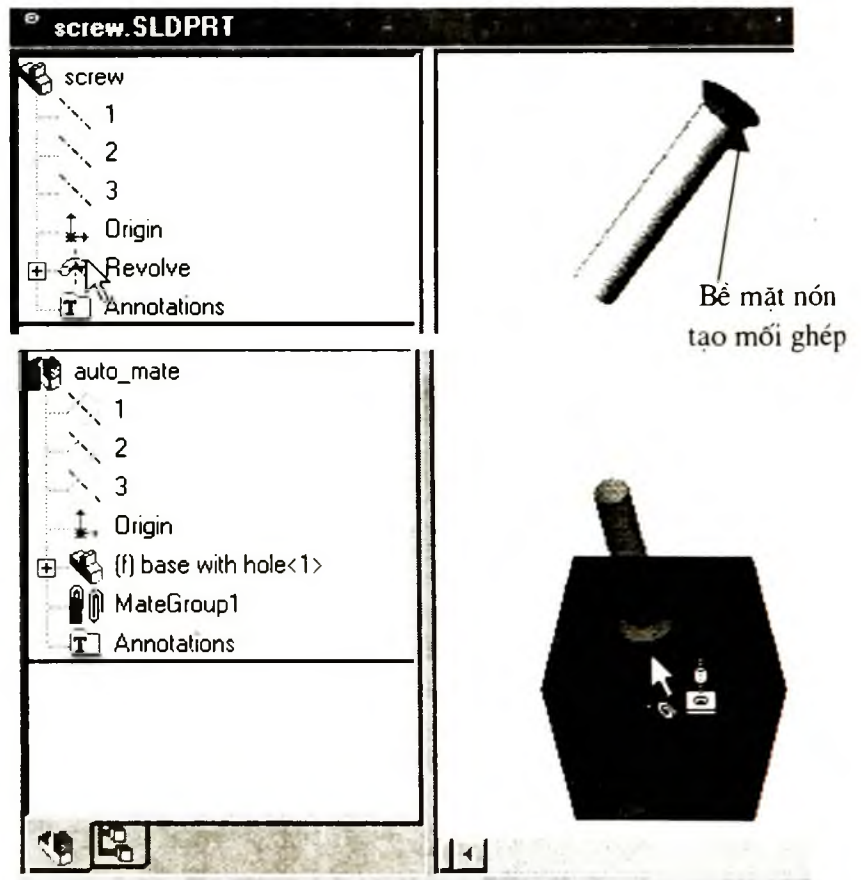 screw.SLDPRT
screw
1
2
3
Origin
Revolve
T Annotations
Bề mặt nón
tạo mối ghép
auto_mate
1
2
3
Origin
(f) base with hole<1>
MateGroup1
T Annotations